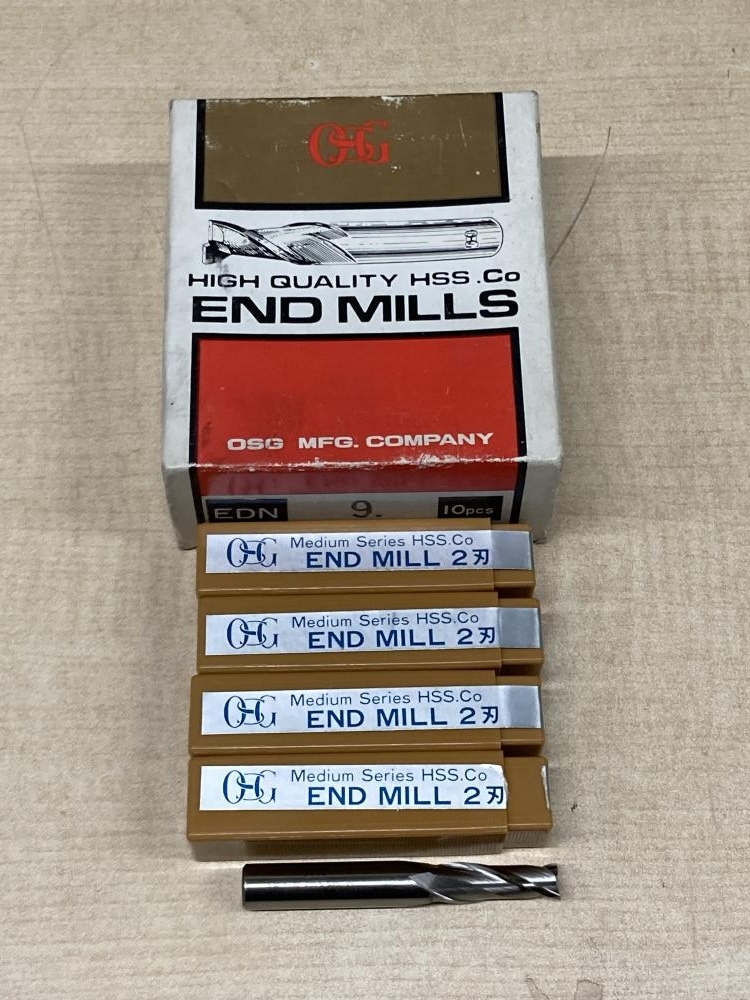 OSG
HIGH QUALITY HSS.Co
END MILLS
OSG MFG. COMPANY
EDN 9. 10pcs
OSG Medium Series HSS.Co
END MILL 2刃
OSG Medium Series HSS.Co
END MILL 2刃
OSG Medium Series HSS.Co
END MILL 2刃
OSG Medium Series HSS.Co
END MILL 2刃